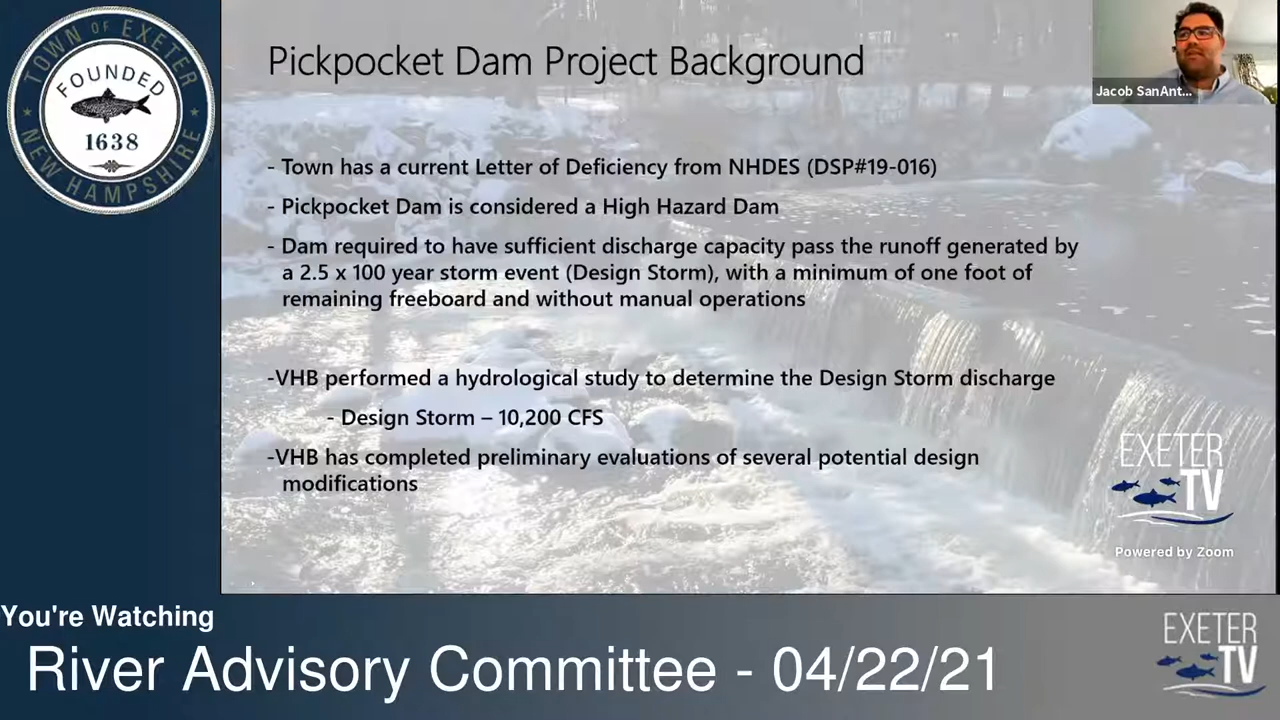 TOWN OF EXETER
FOUNDED
1638
NEW HAMPSHIRE
Pickpocket Dam Project Background
Jacob SanAnt...
- Town has a current Letter of Deficiency from NHDES (DSP#19-016)
- Pickpocket Dam is considered a High Hazard Dam
- Dam required to have sufficient discharge capacity pass the runoff generated by
a 2.5 x 100 year storm event (Design Storm), with a minimum of one foot of
remaining freeboard and without manual operations
-VHB performed a hydrological study to determine the Design Storm discharge
- Design Storm – 10,200 CFS
-VHB has completed preliminary evaluations of several potential design
modifications
EXETER
TV
Powered by Zoom
You're Watching
River Advisory Committee - 04/22/21
EXETER
TV